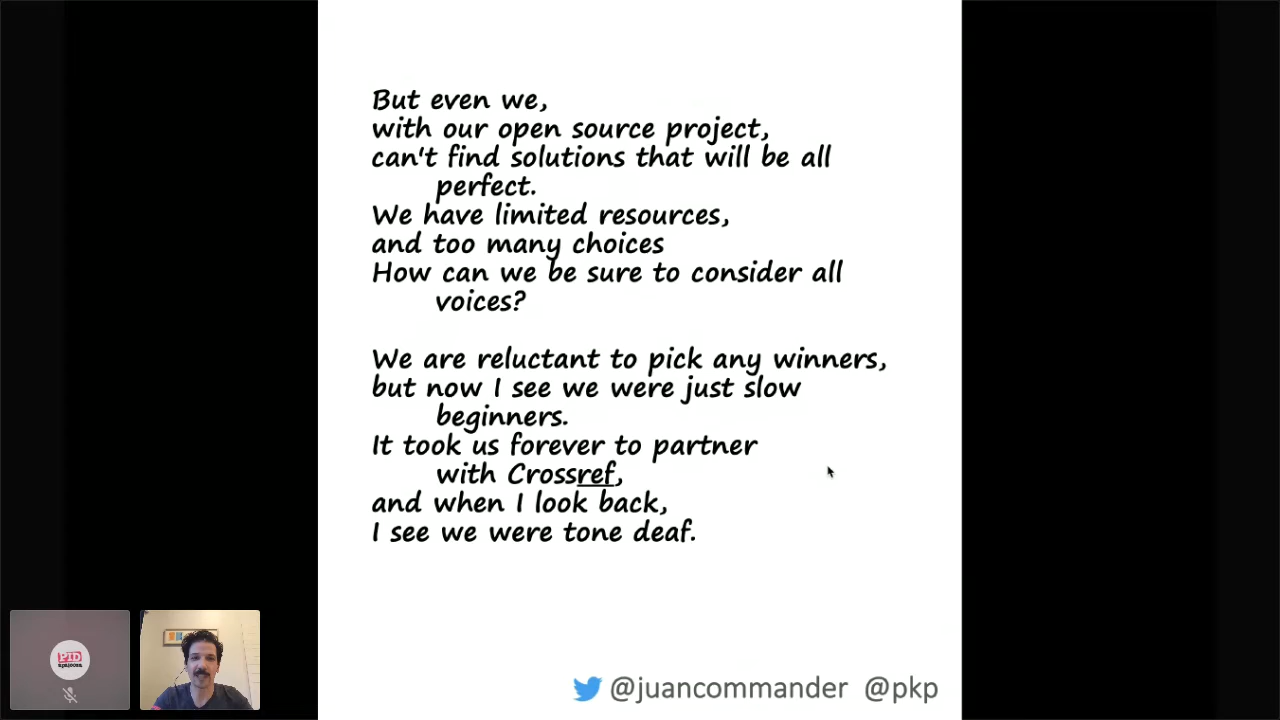 But even we,
with our open source project,
can't find solutions that will be all
perfect.
We have limited resources,
and too many choices
How can we be sure to consider all
voices?
We are reluctant to pick any winners,
but now I see we were just slow
beginners.
It took us forever to partner
with Crossref,
and when I look back,
I see we were tone deaf.
PID
apalooza
@juancommander @pkp